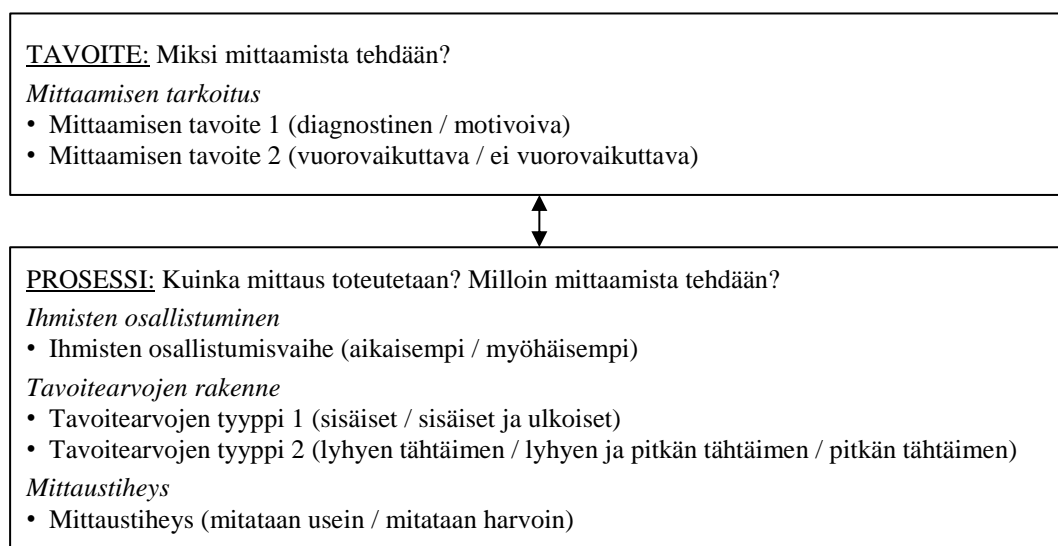 TAVOITE: Miksi mittaamista tehdään?
Mittaamisen tarkoitus
• Mittaamisen tavoite 1 (diagnostinen / motivoiva)
• Mittaamisen tavoite 2 (vuorovaikuttava / ei vuorovaikuttava)
PROSESSI: Kuinka mittaus toteutetaan? Milloin mittaamista tehdään?
Ihmisten osallistuminen
• Ihmisten osallistumisvaihe (aikaisempi / myöhäisempi)
Tavoitearvojen rakenne
• Tavoitearvojen tyyppi 1 (sisäiset / sisäiset ja ulkoiset)
• Tavoitearvojen tyyppi 2 (lyhyen tähtäimen / lyhyen ja pitkän tähtäimen / pitkän tähtäimen)
Mittaustiheys
• Mittaustiheys (mitataan usein / mitataan harvoin)